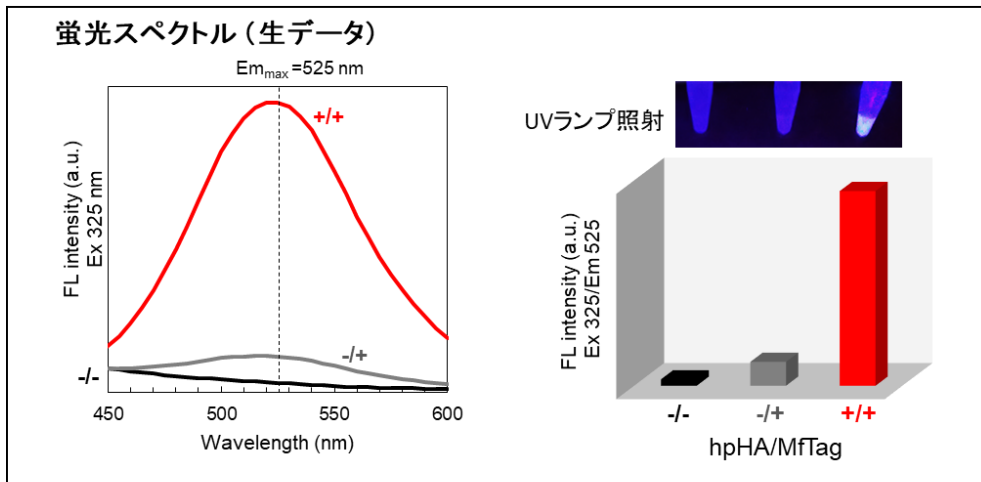 蛍光スペクトル（生データ）
Emmax =525 nm
+/+
-/+
-/-
FL intensity (a.u.)
Ex 325 nm
450 500 550 600
Wavelength (nm)
UVランプ照射
FL intensity (a.u.)
Ex 325/Em 525
-/- -/+ +/+
hpHA/MfTag